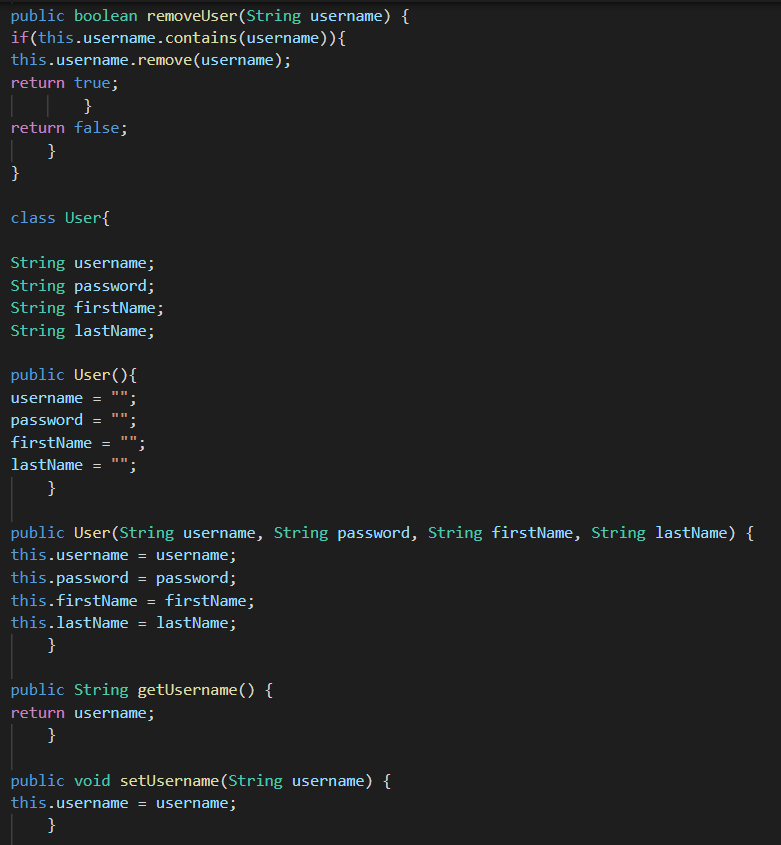 public boolean removeUser(String username) {
if(this.username.contains(username)){
this.username.remove(username);
return true;
}
return false;
}
}
class User{
String username;
String password;
String firstName;
String lastName;
public User(){
username = "";
password = "";
firstName = "";
lastName = "";
}
public User(String username, String password, String firstName, String lastName) {
this.username = username;
this.password = password;
this.firstName = firstName;
this.lastName = lastName;
}
public String getUsername() {
return username;
}
public void setUsername(String username) {
this.username = username;
}